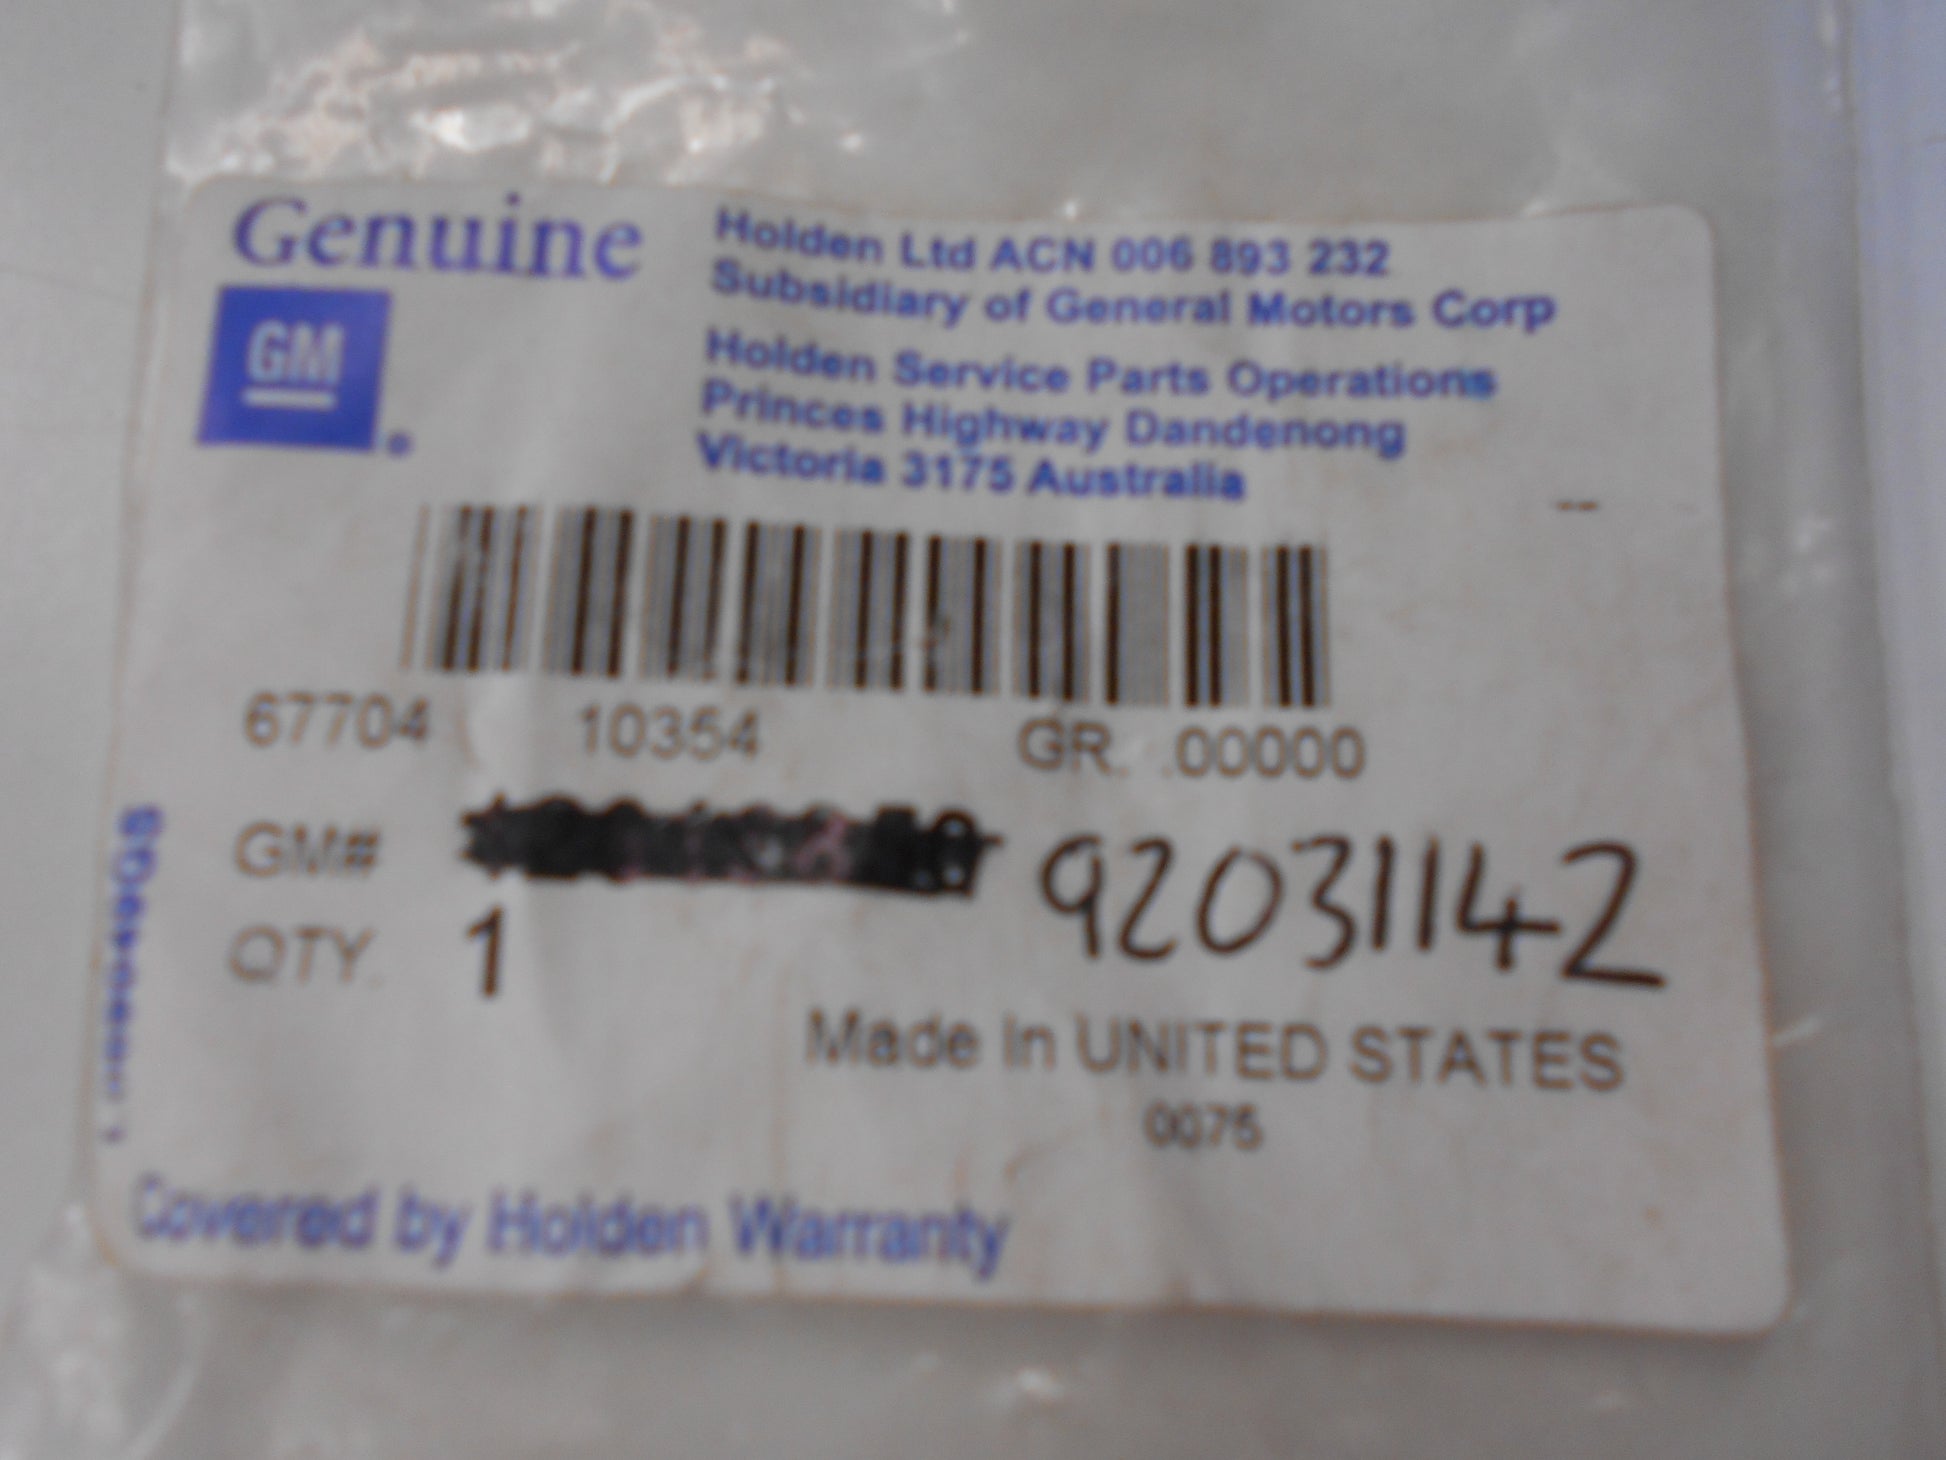 Genuine
GM
®
Holden Ltd ACN 006 893 232
Subsidiary of General Motors Corp
Holden Service Parts Operations
Princes Highway Dandenong
Victoria 3175 Australia
67704 10354 GR. .00000
GM# 92031142
QTY. 1
Made In UNITED STATES
0075
Covered by Holden Warranty